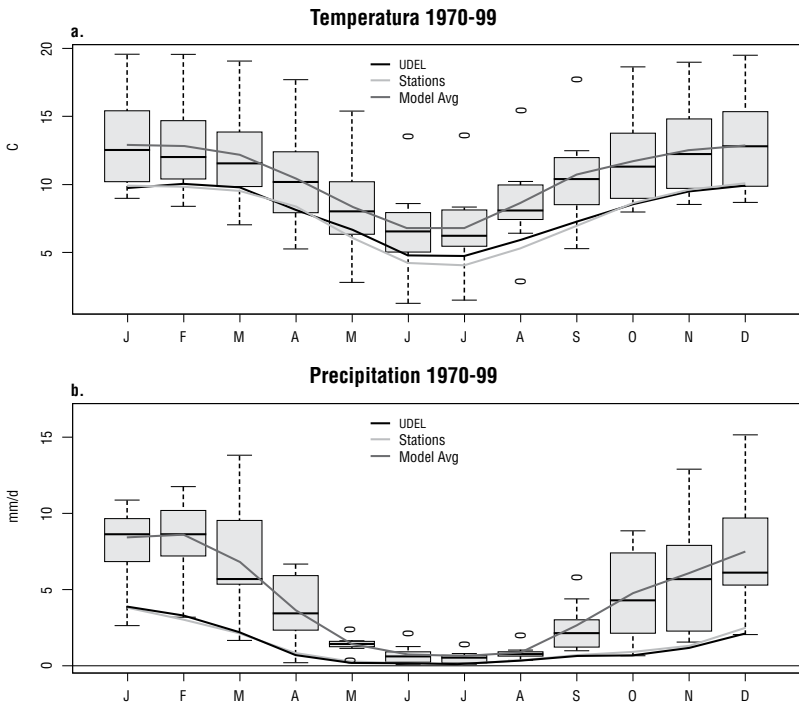 Temperatura 1970-99
a.
20
15
10
5
C
UDEL
Stations
Model Avg
J F M A M J J A S O N D
Precipitation 1970-99
b.
15
10
5
0
mm/d
UDEL
Stations
Model Avg
J F M A M J J A S O N D